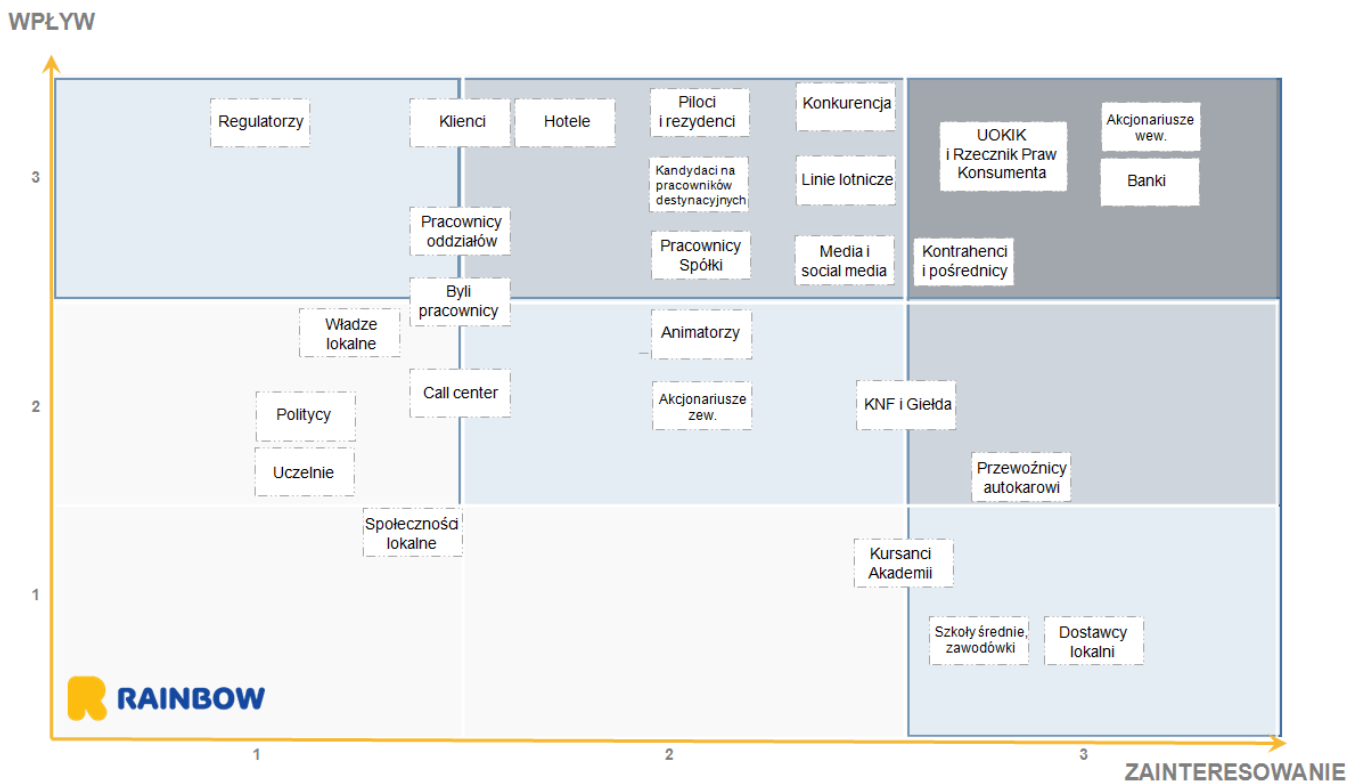 WPŁYW
Regulatorzy
Klienci
Hotele
Piloci
i rezydenci
Konkurencja
UOKIK
i Rzecznik Praw
Konsumenta
Akcjonariusze
wew.
3
Kandydaci na
pracowników
destynacyjnych
Linie lotnicze
Banki
Pracownicy
oddziałów
Pracownicy
Spółki
Media i
social media
Kontrahenci
i pośrednicy
Byli
pracownicy
Władze
lokalne
Animatorzy
2
Politycy
Call center
Akcjonariusze
zew.
KNF i Giełda
Uczelnie
Przewoźnicy
autokarowi
Społeczności
lokalne
1
Kursanci
Akademii
Szkoły średnie,
zawodówki
Dostawcy
lokalni
RAINBOW
1
2
3
ZAINTERESOWANIE